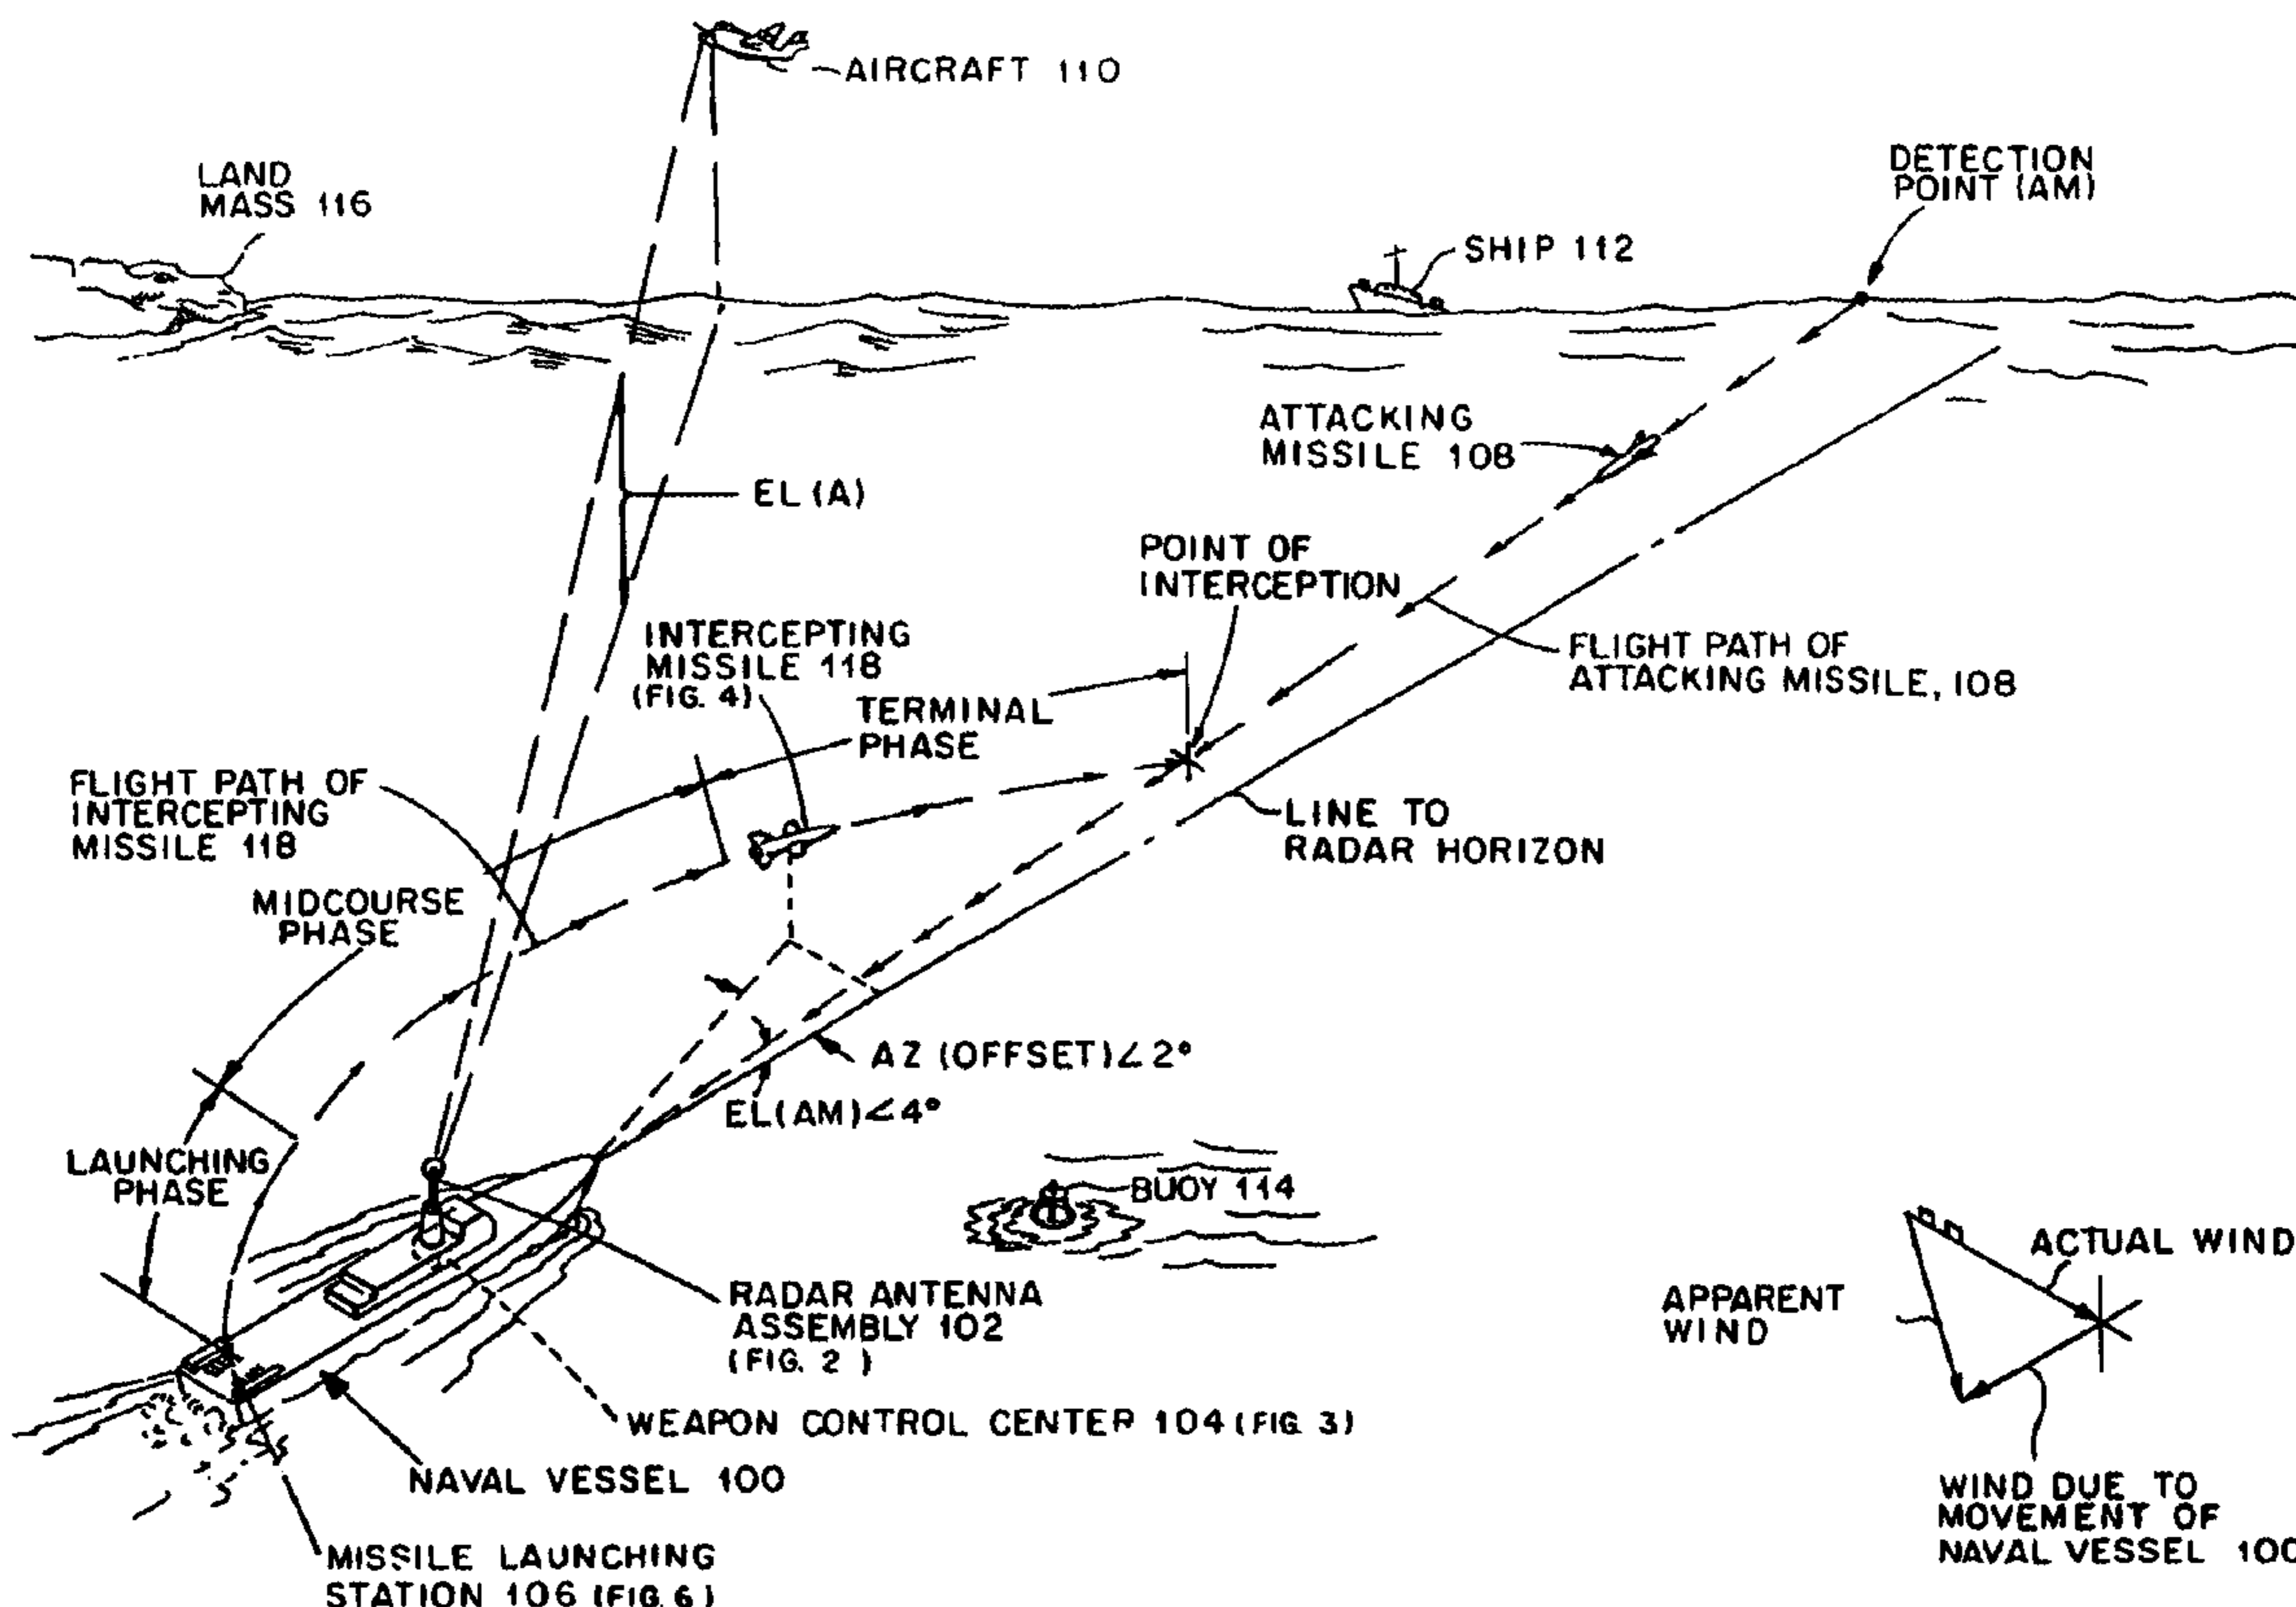 AIRCRAFT 110
LAND
MASS 116
DETECTION
POINT (AM)
SHIP 112
ATTACKING
MISSILE 108
EL (A)
POINT OF
INTERCEPTION
INTERCEPTING
MISSILE 118
(FIG. 4)
FLIGHT PATH OF
ATTACKING MISSILE, 108
TERMINAL
PHASE
FLIGHT PATH OF
INTERCEPTING
MISSILE 118
LINE TO
RADAR HORIZON
MIDCOURSE
PHASE
AZ (OFFSET)∠2°
EL(AM)<4°
LAUNCHING
PHASE
BUOY 114
ACTUAL WIND
RADAR ANTENNA
ASSEMBLY 102
(FIG. 2 )
APPARENT
WIND
WEAPON CONTROL CENTER 104 (FIG. 3)
NAVAL VESSEL 100
WIND DUE TO
MOVEMENT OF
NAVAL VESSEL 100
MISSILE LAUNCHING
STATION 106 (FIG. 6)